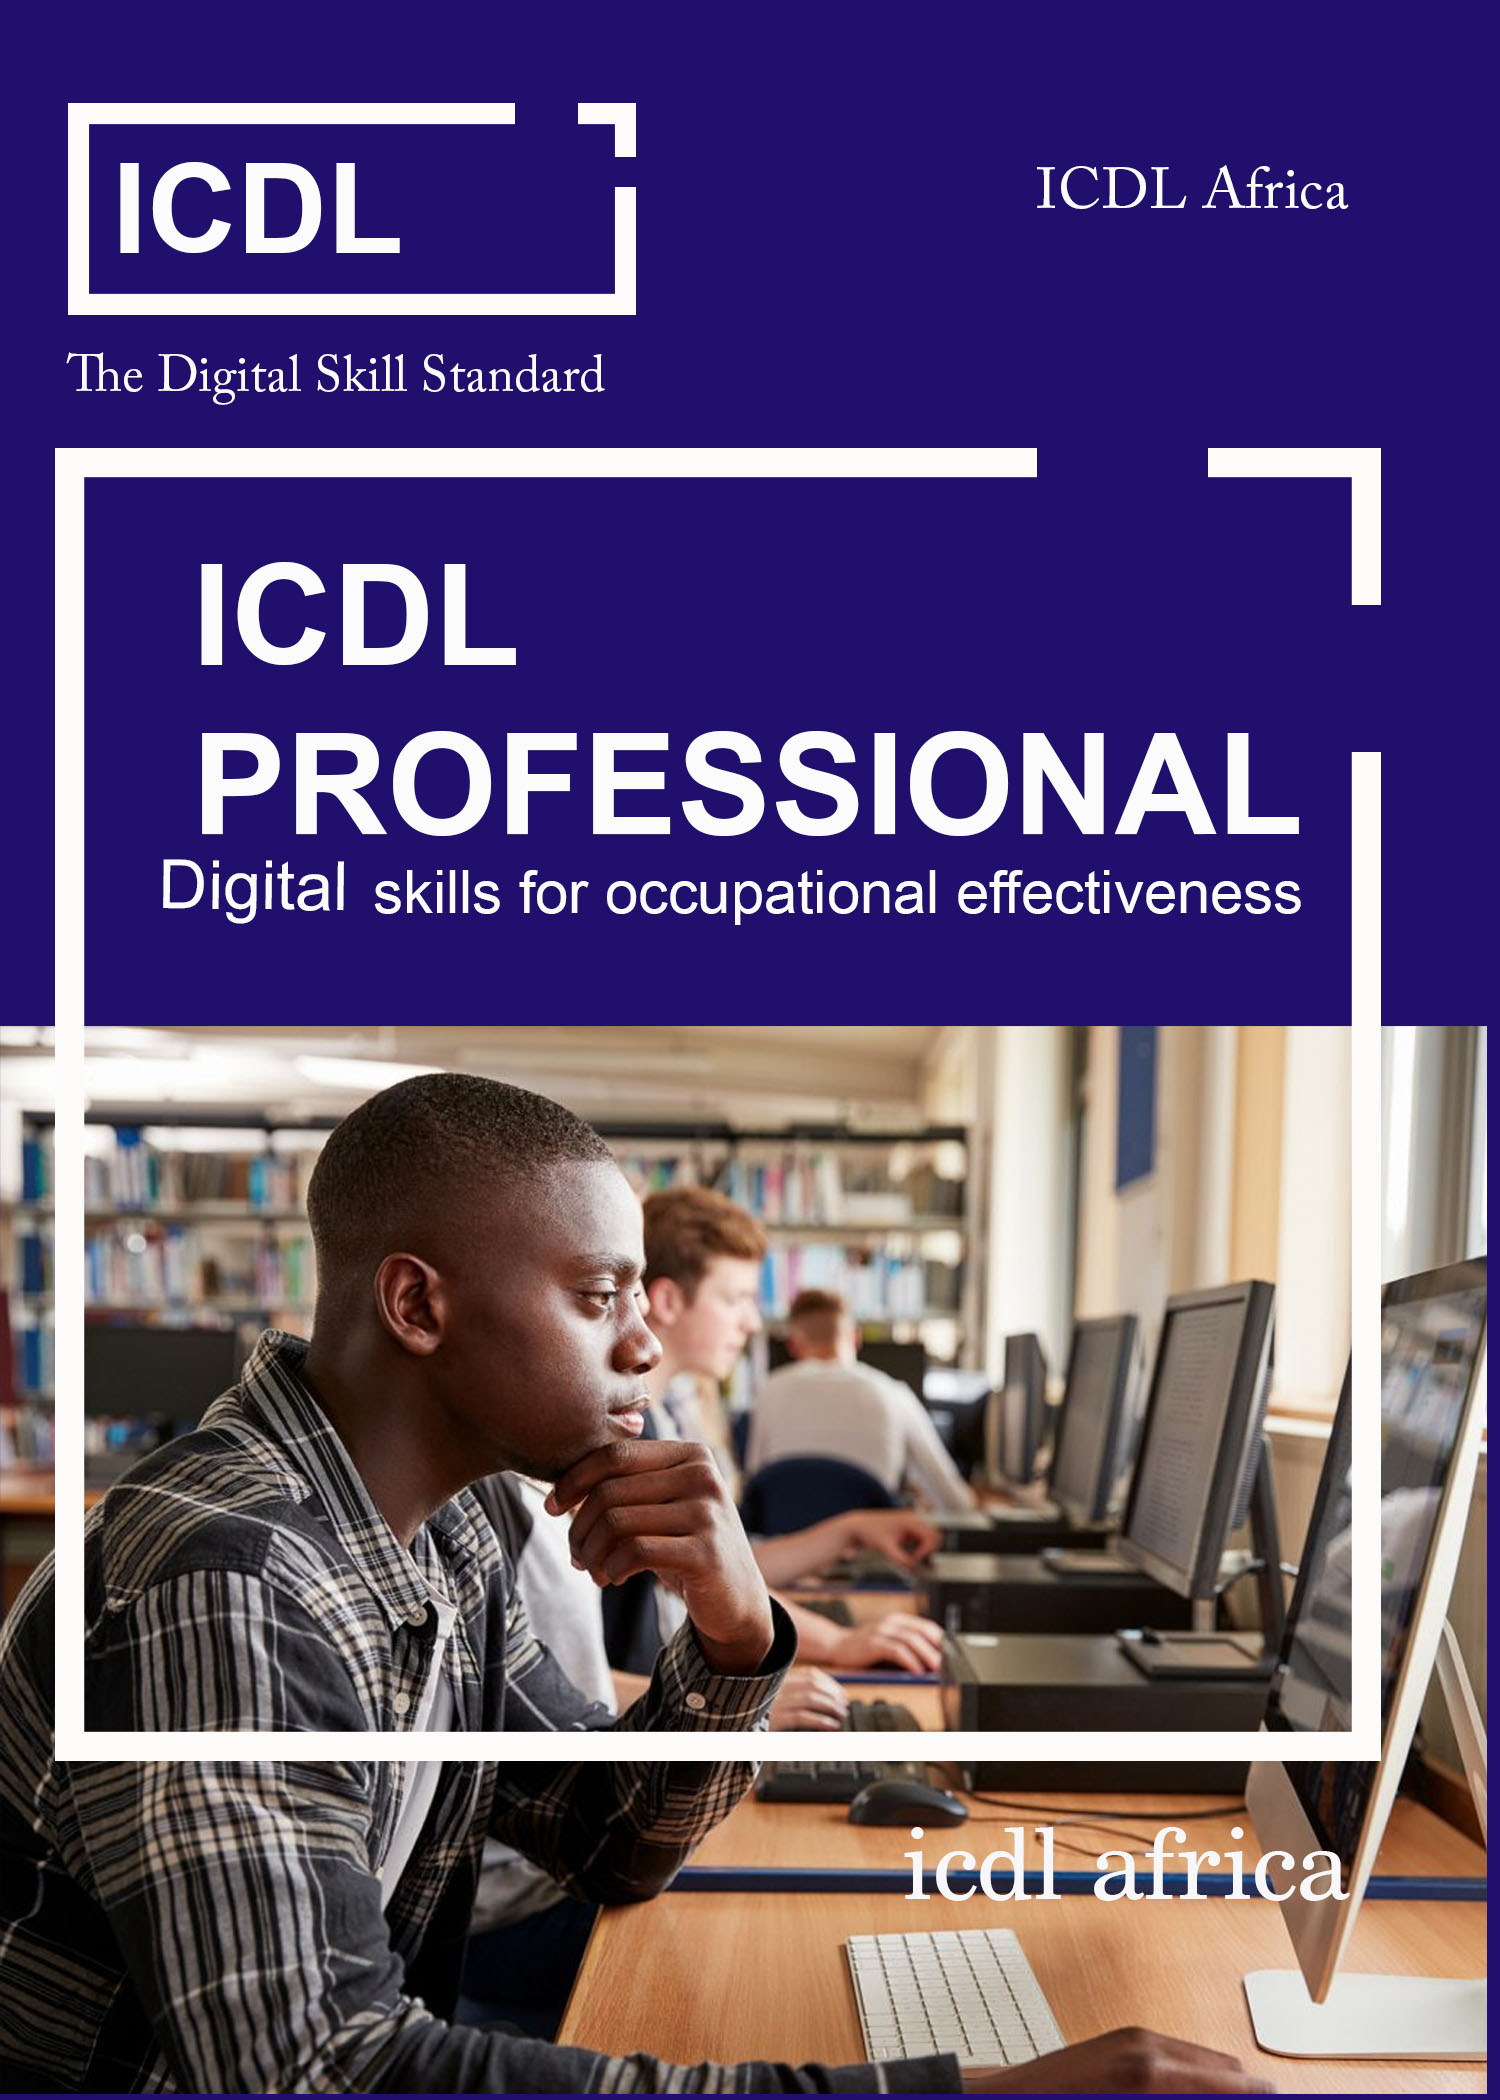 ICDL
ICDL Africa
The Digital Skill Standard
ICDL
PROFESSIONAL
Digital skills for occupational effectiveness
icdl africa